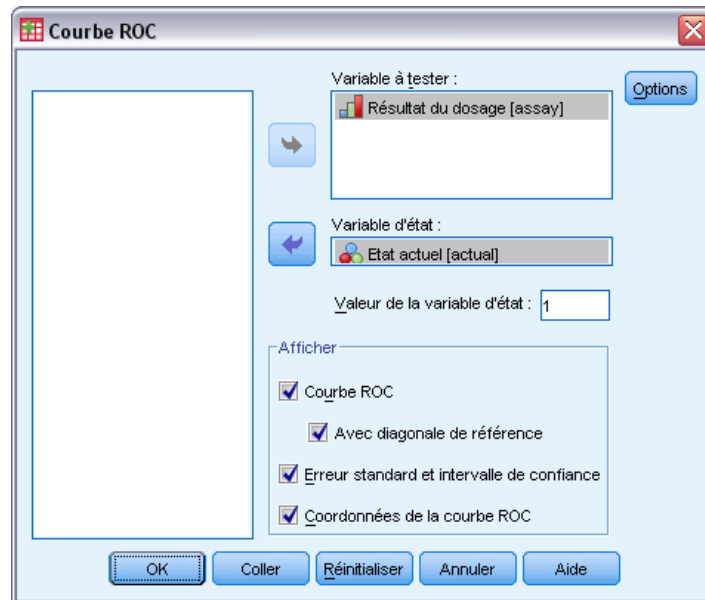 Courbe ROC
Variable à tester :
Options
Résultat du dosage [assay]
Variable d'état :
Etat actuel [actual]
Valeur de la variable d'état : 1
Afficher
Courbe ROC
Avec diagonale de référence
Erreur standard et intervalle de confiance
Coordonnées de la courbe ROC
OK Coller Réinitialiser Annuler Aide